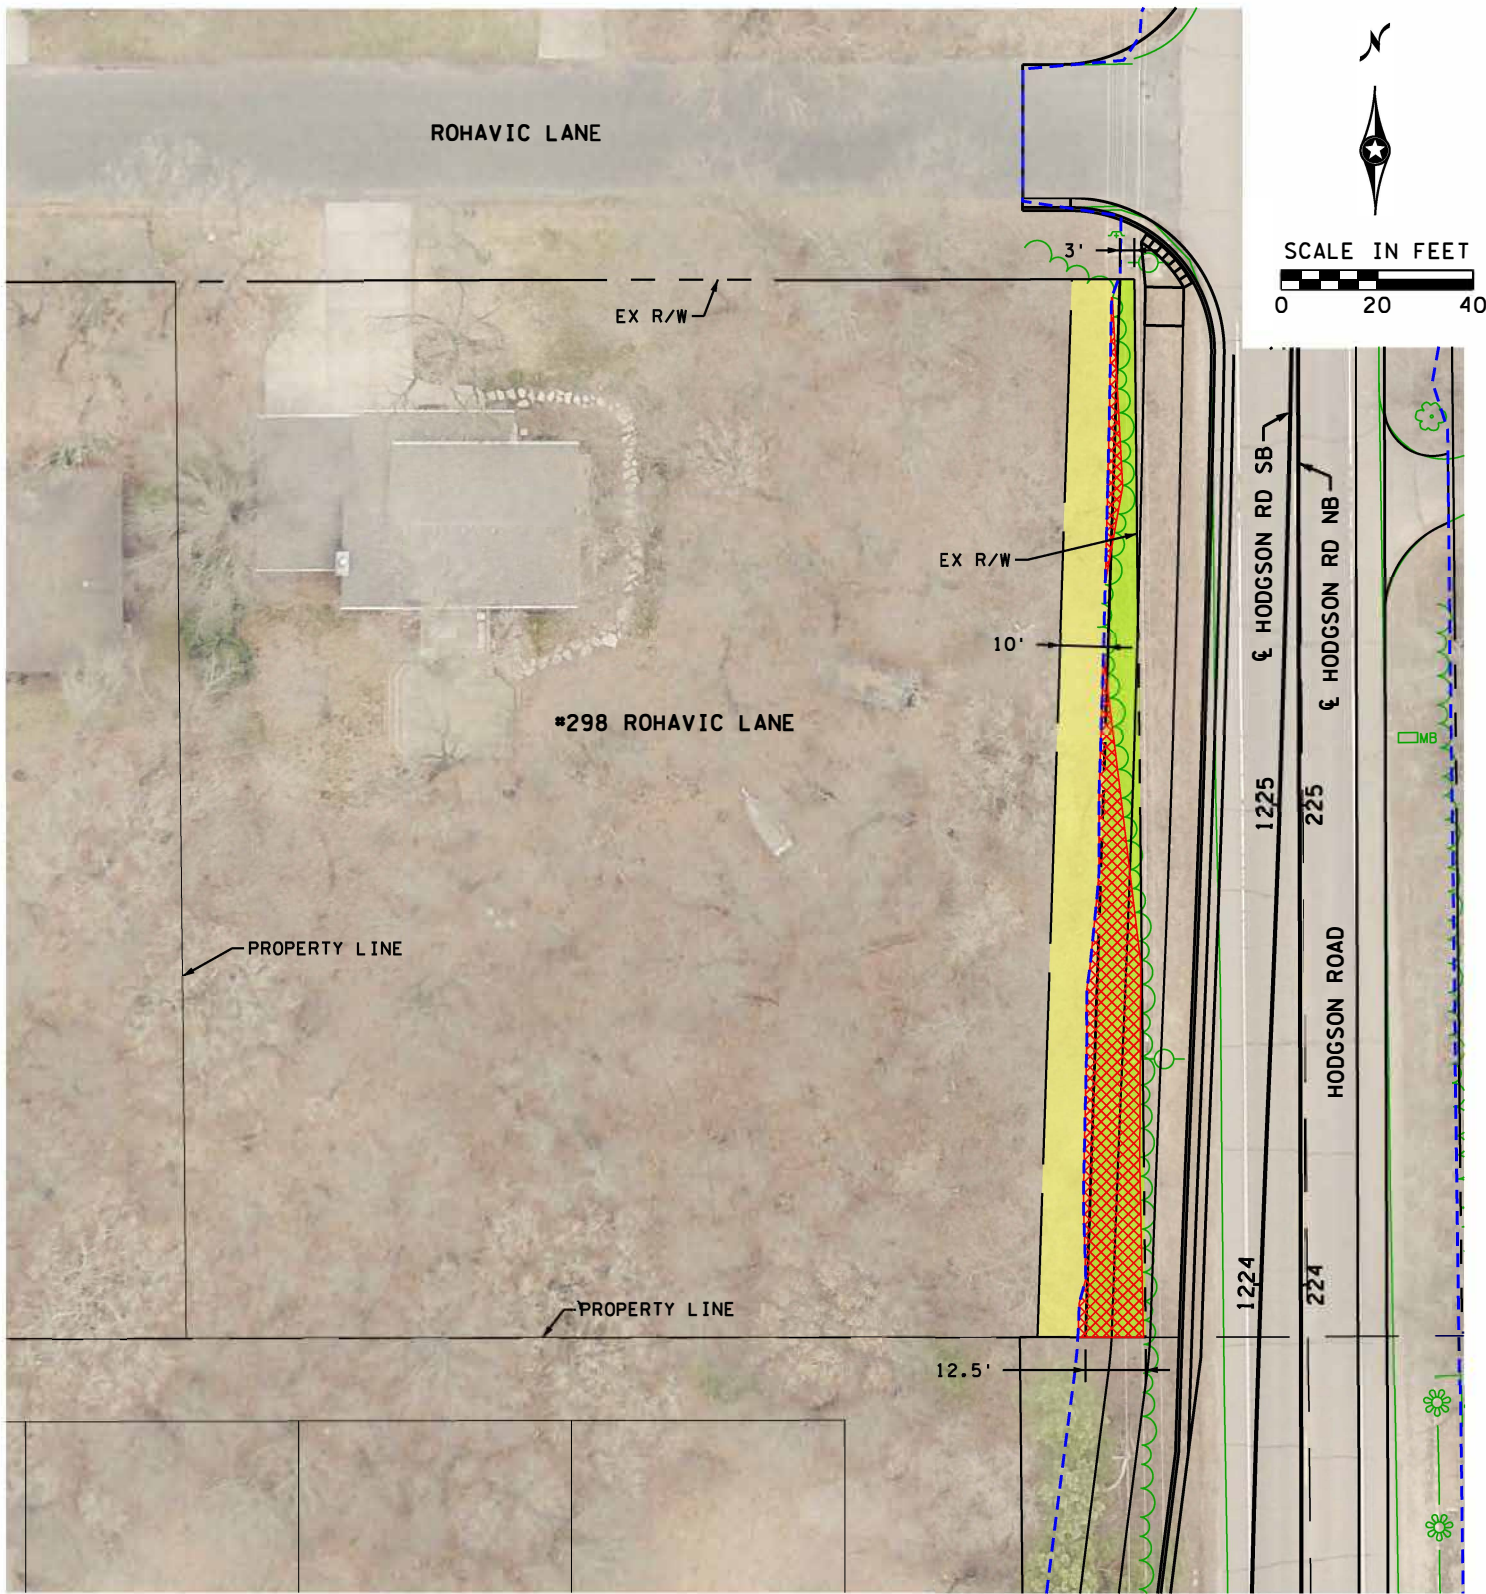 N
ROHAVIC LANE
3'
SCALE IN FEET
0 20 40
EX R/W
℄ HODGSON RD SB
℄ HODGSON RD NB
EX R/W
10'
#298 ROHAVIC LANE
MB
1225
225
PROPERTY LINE
HODGSON ROAD
1224
224
PROPERTY LINE
12.5'